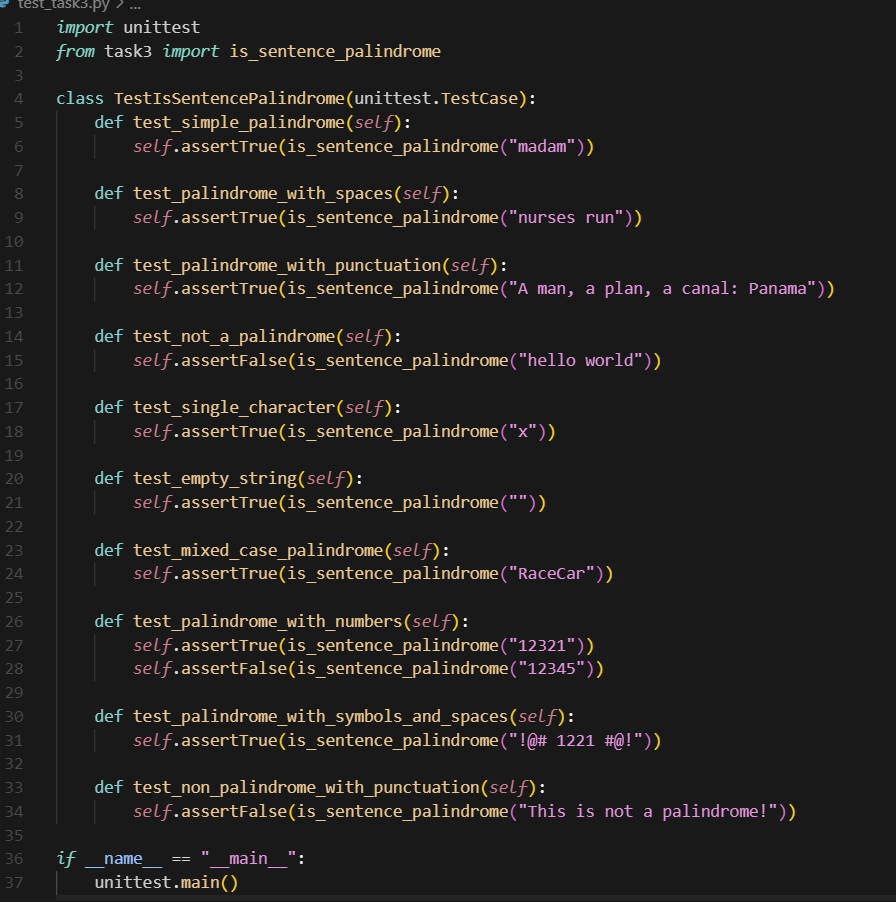 test_task3.py > ...
1 import unittest
2 from task3 import is_sentence_palindrome
3
4 class TestIsSentencePalindrome(unittest.TestCase):
5     def test_simple_palindrome(self):
6         self.assertTrue(is_sentence_palindrome("madam"))
7
8     def test_palindrome_with_spaces(self):
9         self.assertTrue(is_sentence_palindrome("nurses run"))
10
11     def test_palindrome_with_punctuation(self):
12         self.assertTrue(is_sentence_palindrome("A man, a plan, a canal: Panama"))
13
14     def test_not_a_palindrome(self):
15         self.assertFalse(is_sentence_palindrome("hello world"))
16
17     def test_single_character(self):
18         self.assertTrue(is_sentence_palindrome("x"))
19
20     def test_empty_string(self):
21         self.assertTrue(is_sentence_palindrome(""))
22
23     def test_mixed_case_palindrome(self):
24         self.assertTrue(is_sentence_palindrome("RaceCar"))
25
26     def test_palindrome_with_numbers(self):
27         self.assertTrue(is_sentence_palindrome("12321"))
28         self.assertFalse(is_sentence_palindrome("12345"))
29
30     def test_palindrome_with_symbols_and_spaces(self):
31         self.assertTrue(is_sentence_palindrome("!@# 1221 #@!"))
32
33     def test_non_palindrome_with_punctuation(self):
34         self.assertFalse(is_sentence_palindrome("This is not a palindrome!"))
35
36 if __name__ == "__main__":
37     unittest.main()